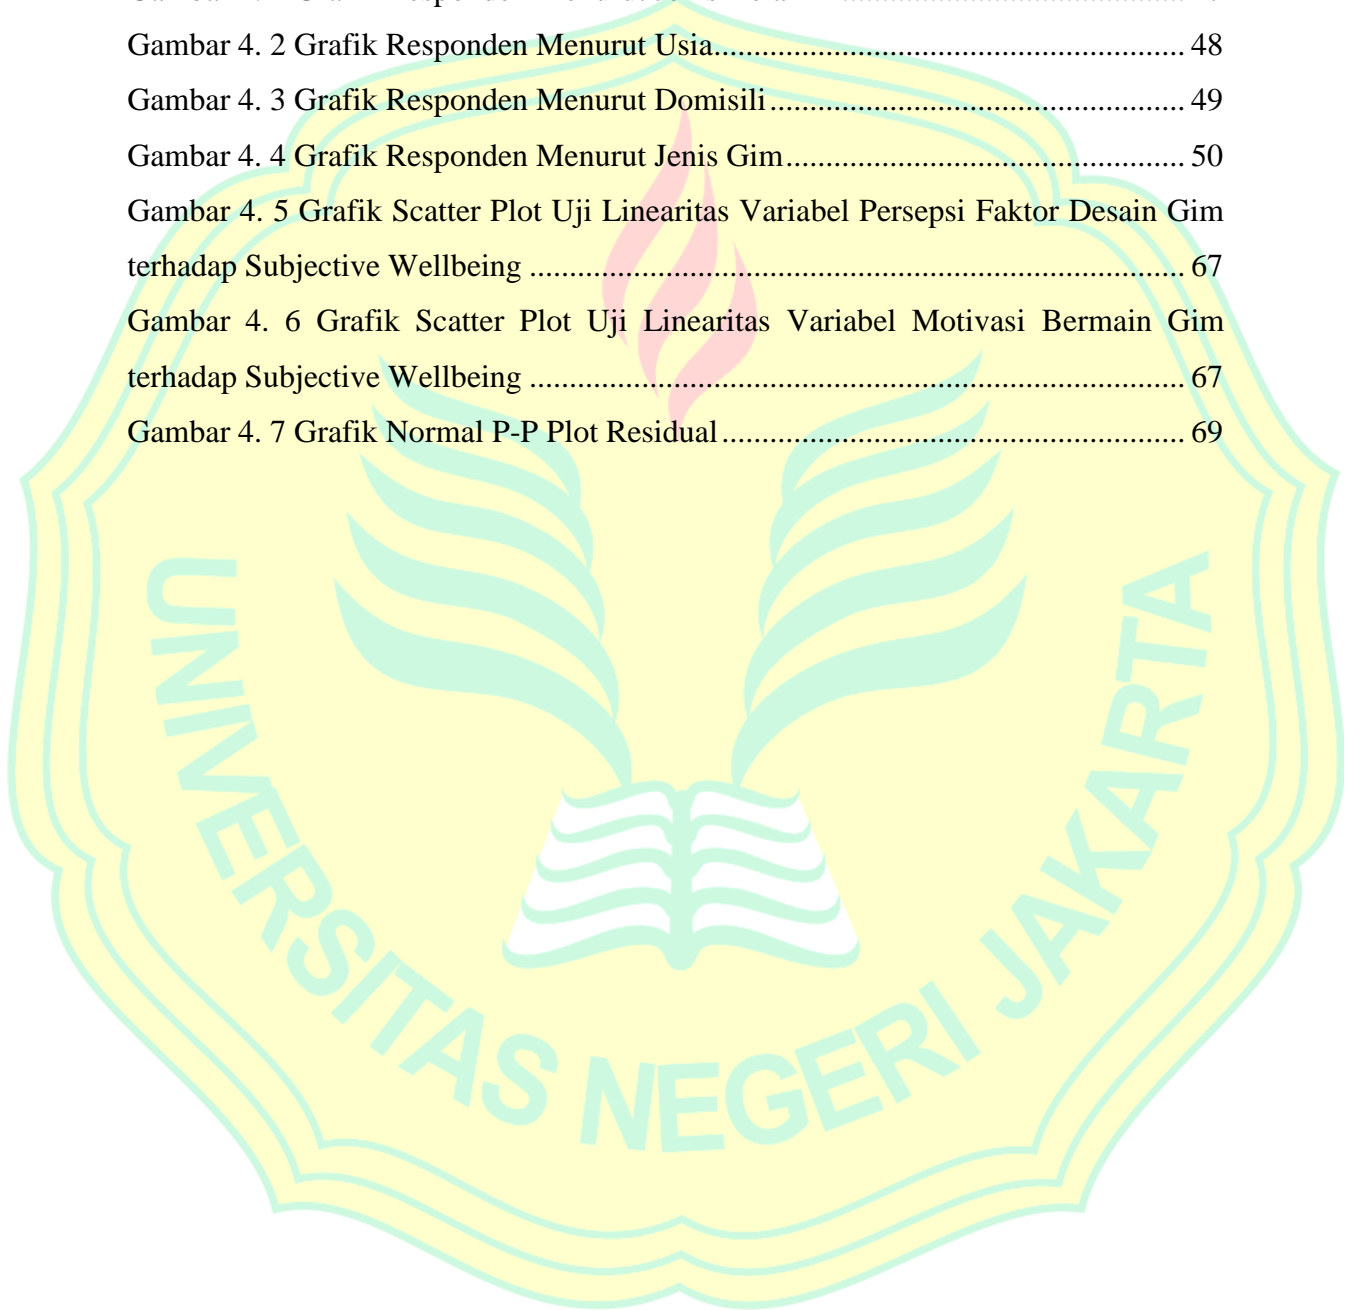 Gambar 4. 2 Grafik Responden Menurut Usia........................................................... 48
Gambar 4. 3 Grafik Responden Menurut Domisili.................................................... 49
Gambar 4. 4 Grafik Responden Menurut Jenis Gim.................................................. 50
Gambar 4. 5 Grafik Scatter Plot Uji Linearitas Variabel Persepsi Faktor Desain Gim
terhadap Subjective Wellbeing .................................................................................. 67
Gambar 4. 6 Grafik Scatter Plot Uji Linearitas Variabel Motivasi Bermain Gim
terhadap Subjective Wellbeing .................................................................................. 67
Gambar 4. 7 Grafik Normal P-P Plot Residual.......................................................... 69
UNIVERSITAS NEGERI JAKARTA